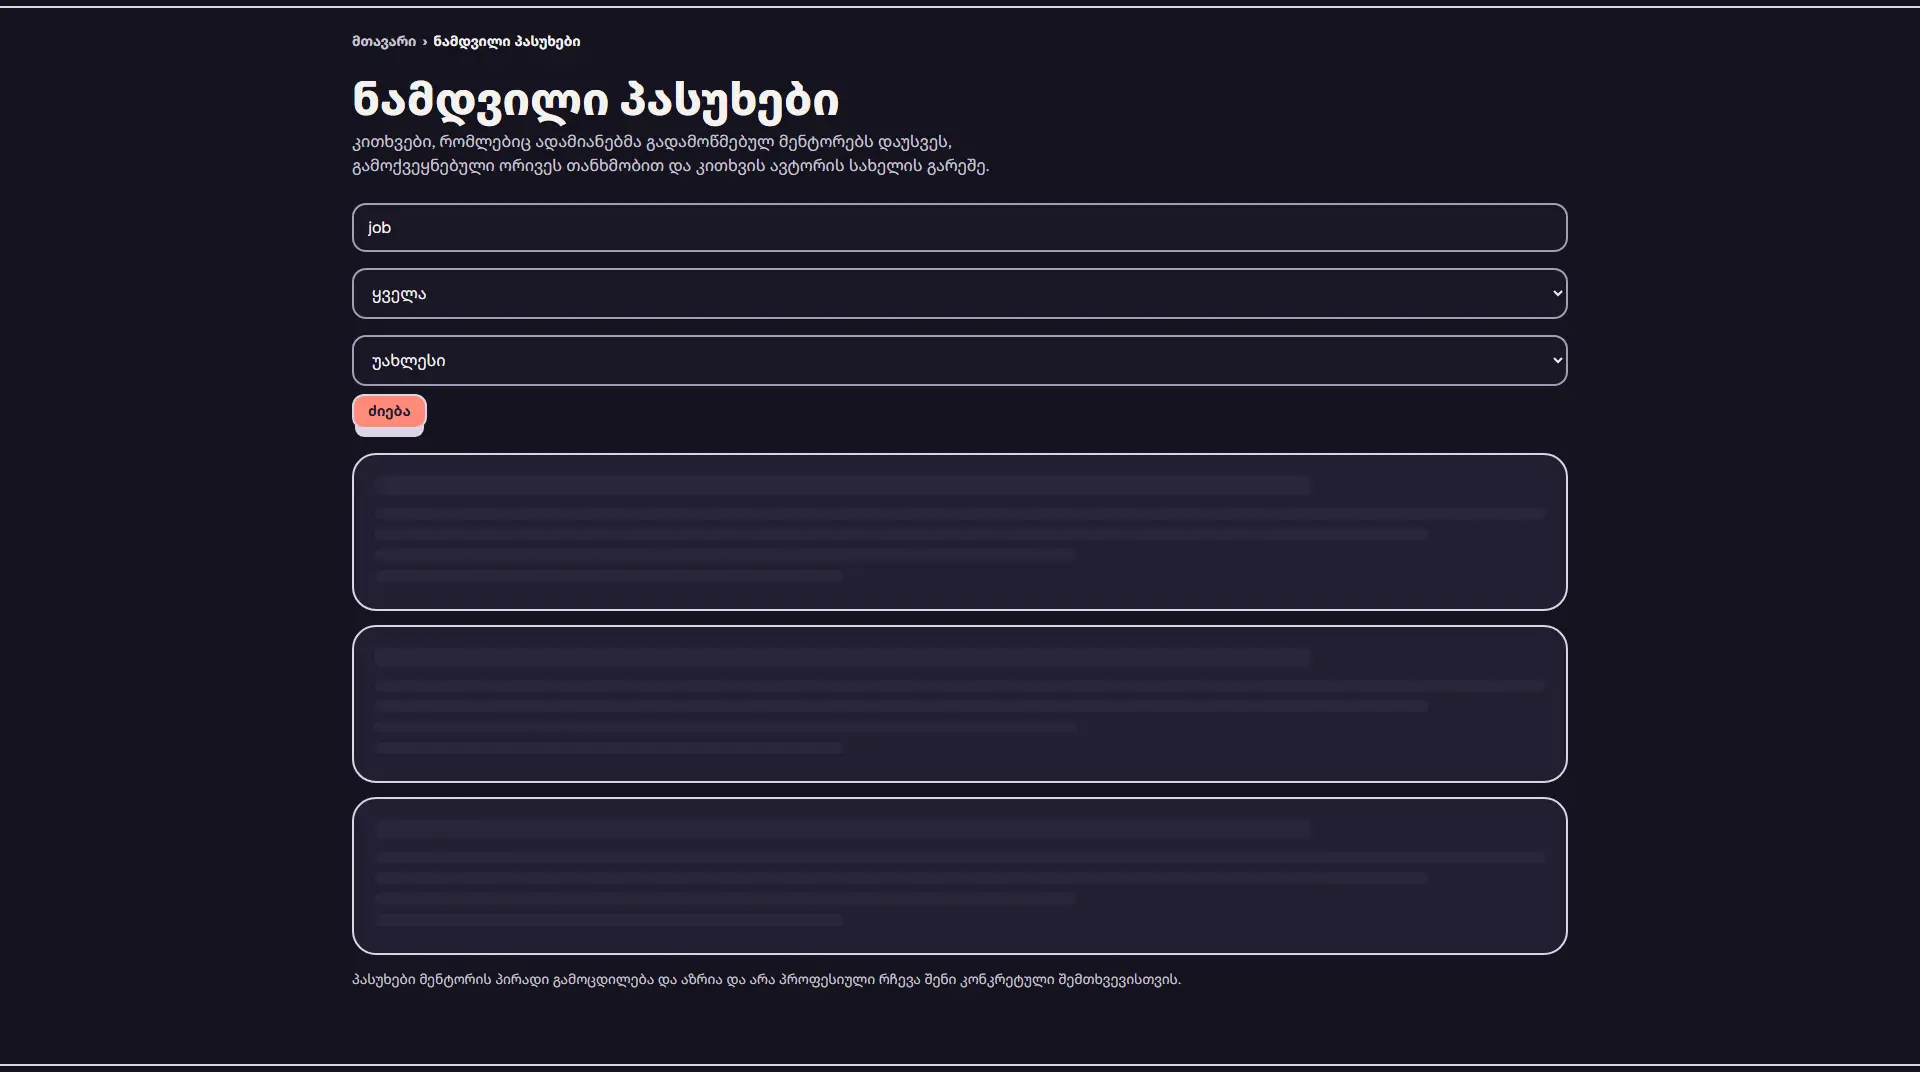 მთავარი › ნამდვილი პასუხები
ნამდვილი პასუხები
კითხვები, რომლებიც ადამიანებმა გადამოწმებულ მენტორებს დაუსვეს,
გამოქვეყნებული ორივეს თანხმობით და კითხვის ავტორის სახელის გარეშე.
job
ყველა
უახლესი
ძიება
პასუხები მენტორის პირადი გამოცდილება და აზრია და არა პროფესიული რჩევა შენი კონკრეტული შემთხვევისთვის.